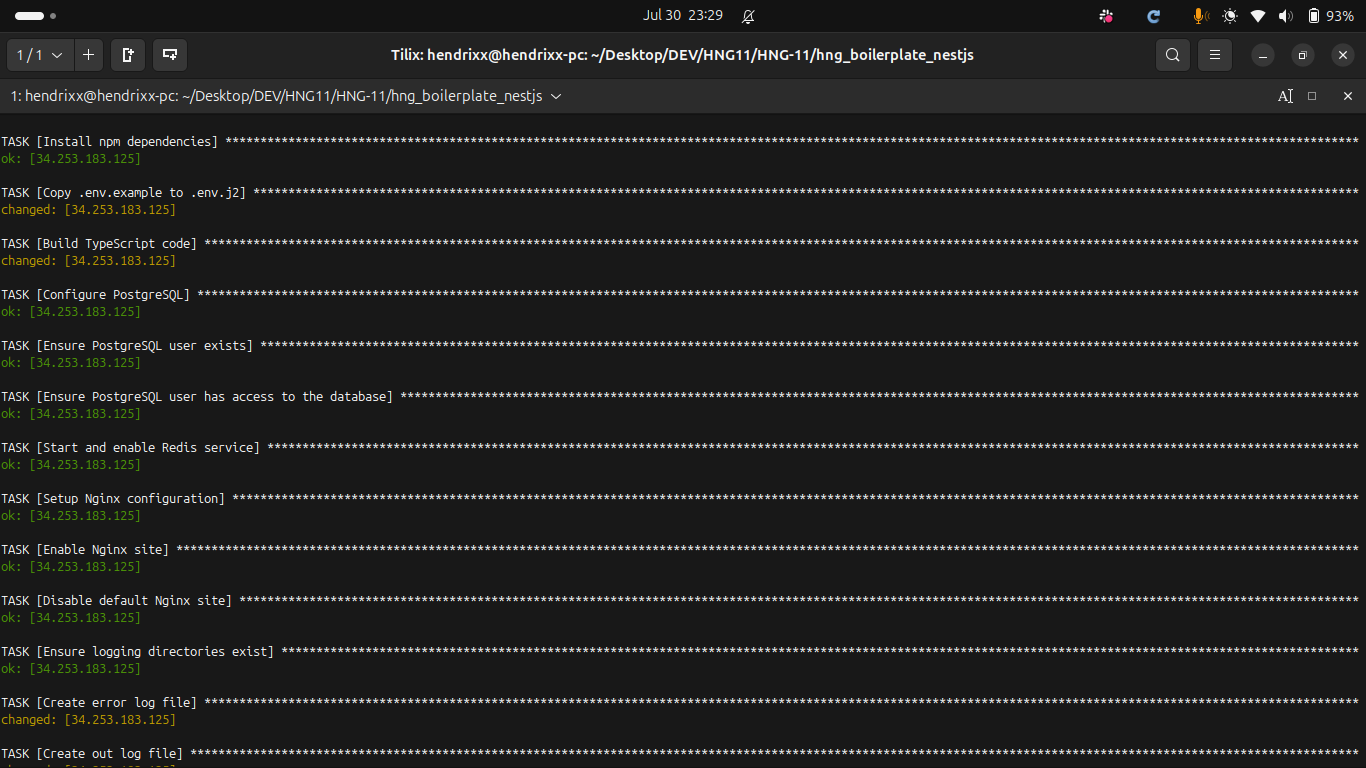 Jul 30 23:29
93%
1 / 1
Tilix: hendrixx@hendrixx-pc: ~/Desktop/DEV/HNG11/HNG-11/hng_boilerplate_nestjs
1: hendrixx@hendrixx-pc: ~/Desktop/DEV/HNG11/HNG-11/hng_boilerplate_nestjs
TASK [Install npm dependencies] ******************************************************************************************************************************************************************
ok: [34.253.183.125]
TASK [Copy .env.example to .env.j2] **************************************************************************************************************************************************************
changed: [34.253.183.125]
TASK [Build TypeScript code] *********************************************************************************************************************************************************************
changed: [34.253.183.125]
TASK [Configure PostgreSQL] **********************************************************************************************************************************************************************
ok: [34.253.183.125]
TASK [Ensure PostgreSQL user exists] *************************************************************************************************************************************************************
ok: [34.253.183.125]
TASK [Ensure PostgreSQL user has access to the database] *****************************************************************************************************************************************
ok: [34.253.183.125]
TASK [Start and enable Redis service] ************************************************************************************************************************************************************
ok: [34.253.183.125]
TASK [Setup Nginx configuration] *****************************************************************************************************************************************************************
ok: [34.253.183.125]
TASK [Enable Nginx site] *************************************************************************************************************************************************************************
ok: [34.253.183.125]
TASK [Disable default Nginx site] ****************************************************************************************************************************************************************
ok: [34.253.183.125]
TASK [Ensure logging directories exist] **********************************************************************************************************************************************************
ok: [34.253.183.125]
TASK [Create error log file] *********************************************************************************************************************************************************************
changed: [34.253.183.125]
TASK [Create out log file] ***********************************************************************************************************************************************************************